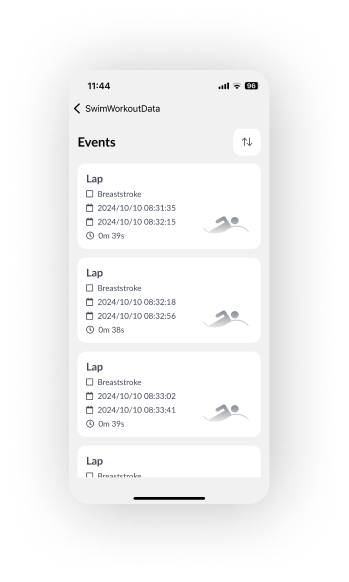 11:44
96
SwimWorkoutData
Events
Lap
Breaststroke
2024/10/10 08:31:35
2024/10/10 08:32:15
0m 39s
Lap
Breaststroke
2024/10/10 08:32:18
2024/10/10 08:32:56
0m 38s
Lap
Breaststroke
2024/10/10 08:33:02
2024/10/10 08:33:41
0m 39s
Lap
Breaststroke